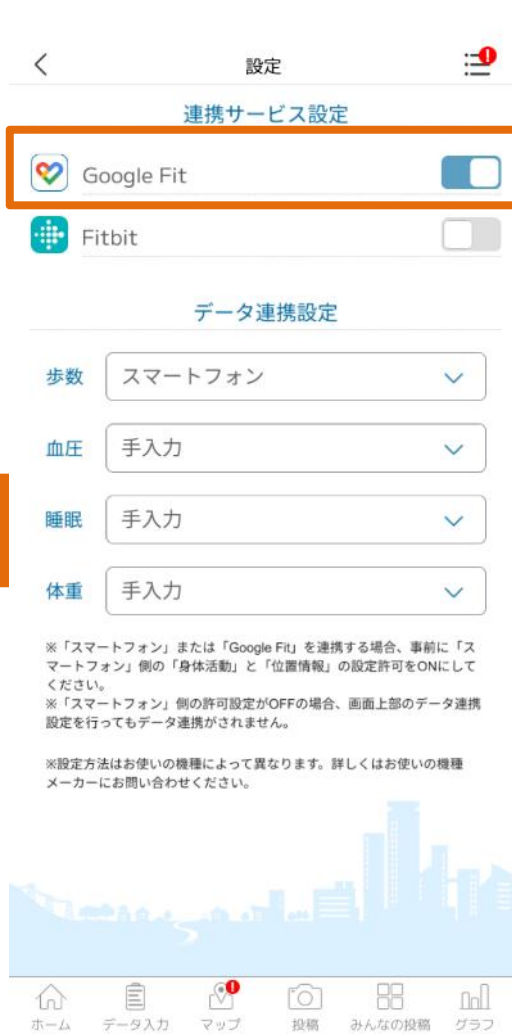 設定
連携サービス設定
Google Fit
Fitbit
データ連携設定
歩数 スマートフォン
血圧 手入力
睡眠 手入力
体重 手入力
※「スマートフォン」または「Google Fit」を連携する場合、事前に「ス
マートフォン」側の「身体活動」と「位置情報」の設定許可をONにして
ください。
※「スマートフォン」側の許可設定がOFFの場合、画面上部のデータ連携
設定を行ってもデータ連携がされません。
※設定方法はお使いの機種によって異なります。詳しくはお使いの機種
メーカーにお問い合わせください。
ホーム データ入力 マップ 投稿 みんなの投稿 グラフ